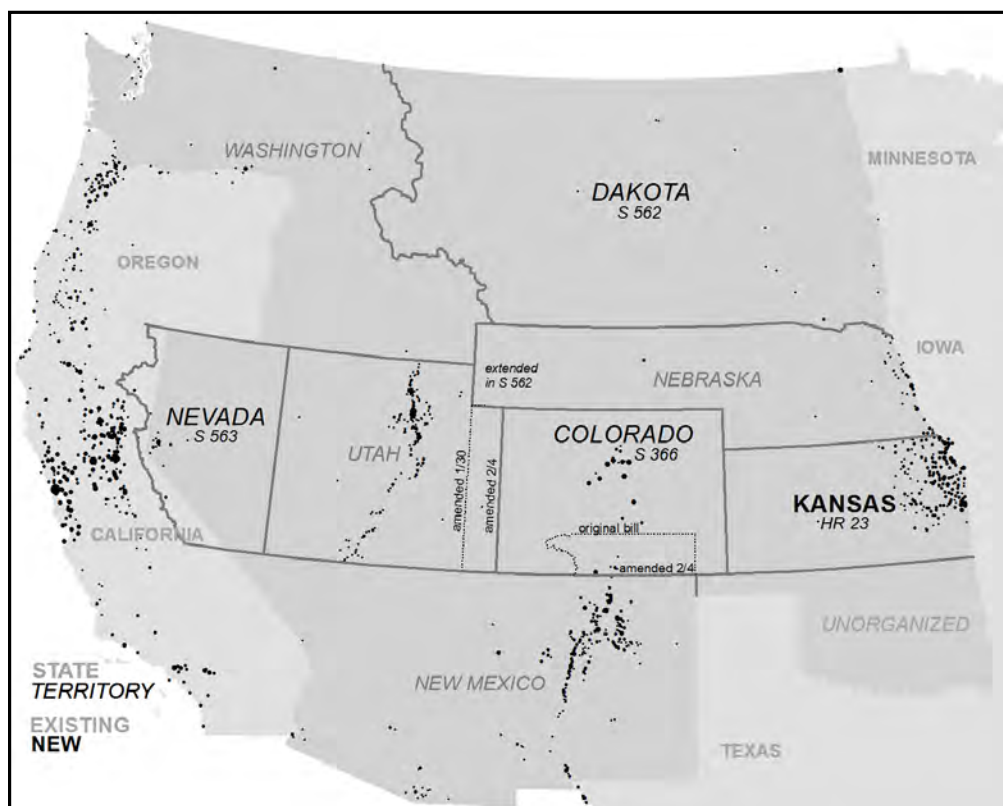 WASHINGTON
MINNESOTA
DAKOTA
S 562
OREGON
IOWA
extended
in S 562
NEBRASKA
NEVADA
S 563
COLORADO
S 366
UTAH
amended 1/30
amended 2/4
KANSAS
HR 23
original bill
CALIFORNIA
amended 2/4
UNORGANIZED
STATE
TERRITORY
NEW MEXICO
EXISTING
NEW
TEXAS